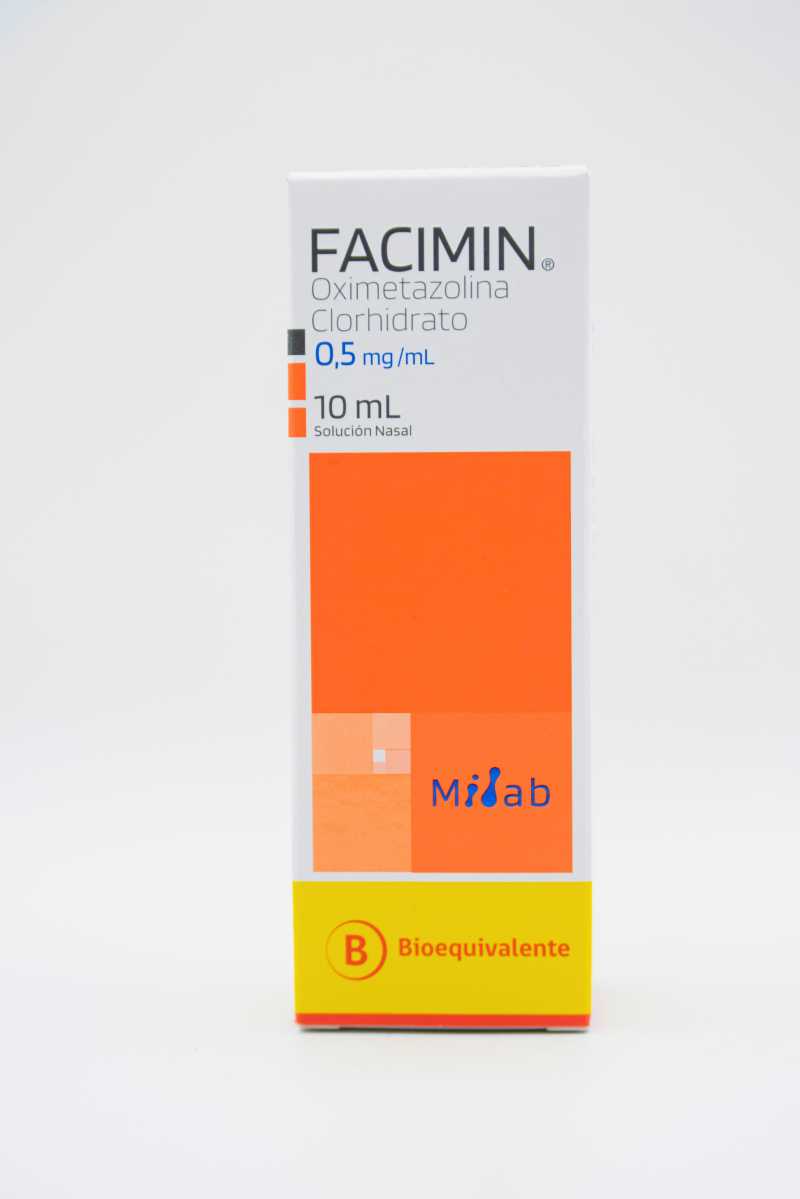 FACIMIN®
Oximetazolina
Clorhidrato
0,5 mg/mL
10 mL
Solución Nasal
Milab
B Bioequivalente